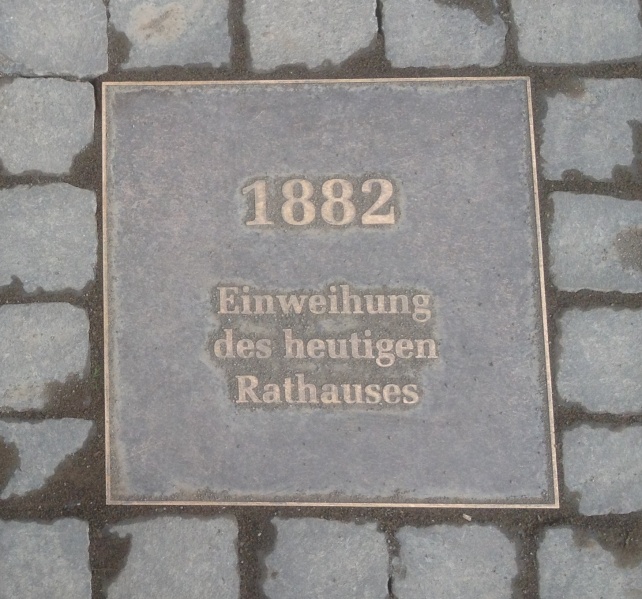 1882
Einweihung
des heutigen
Rathauses